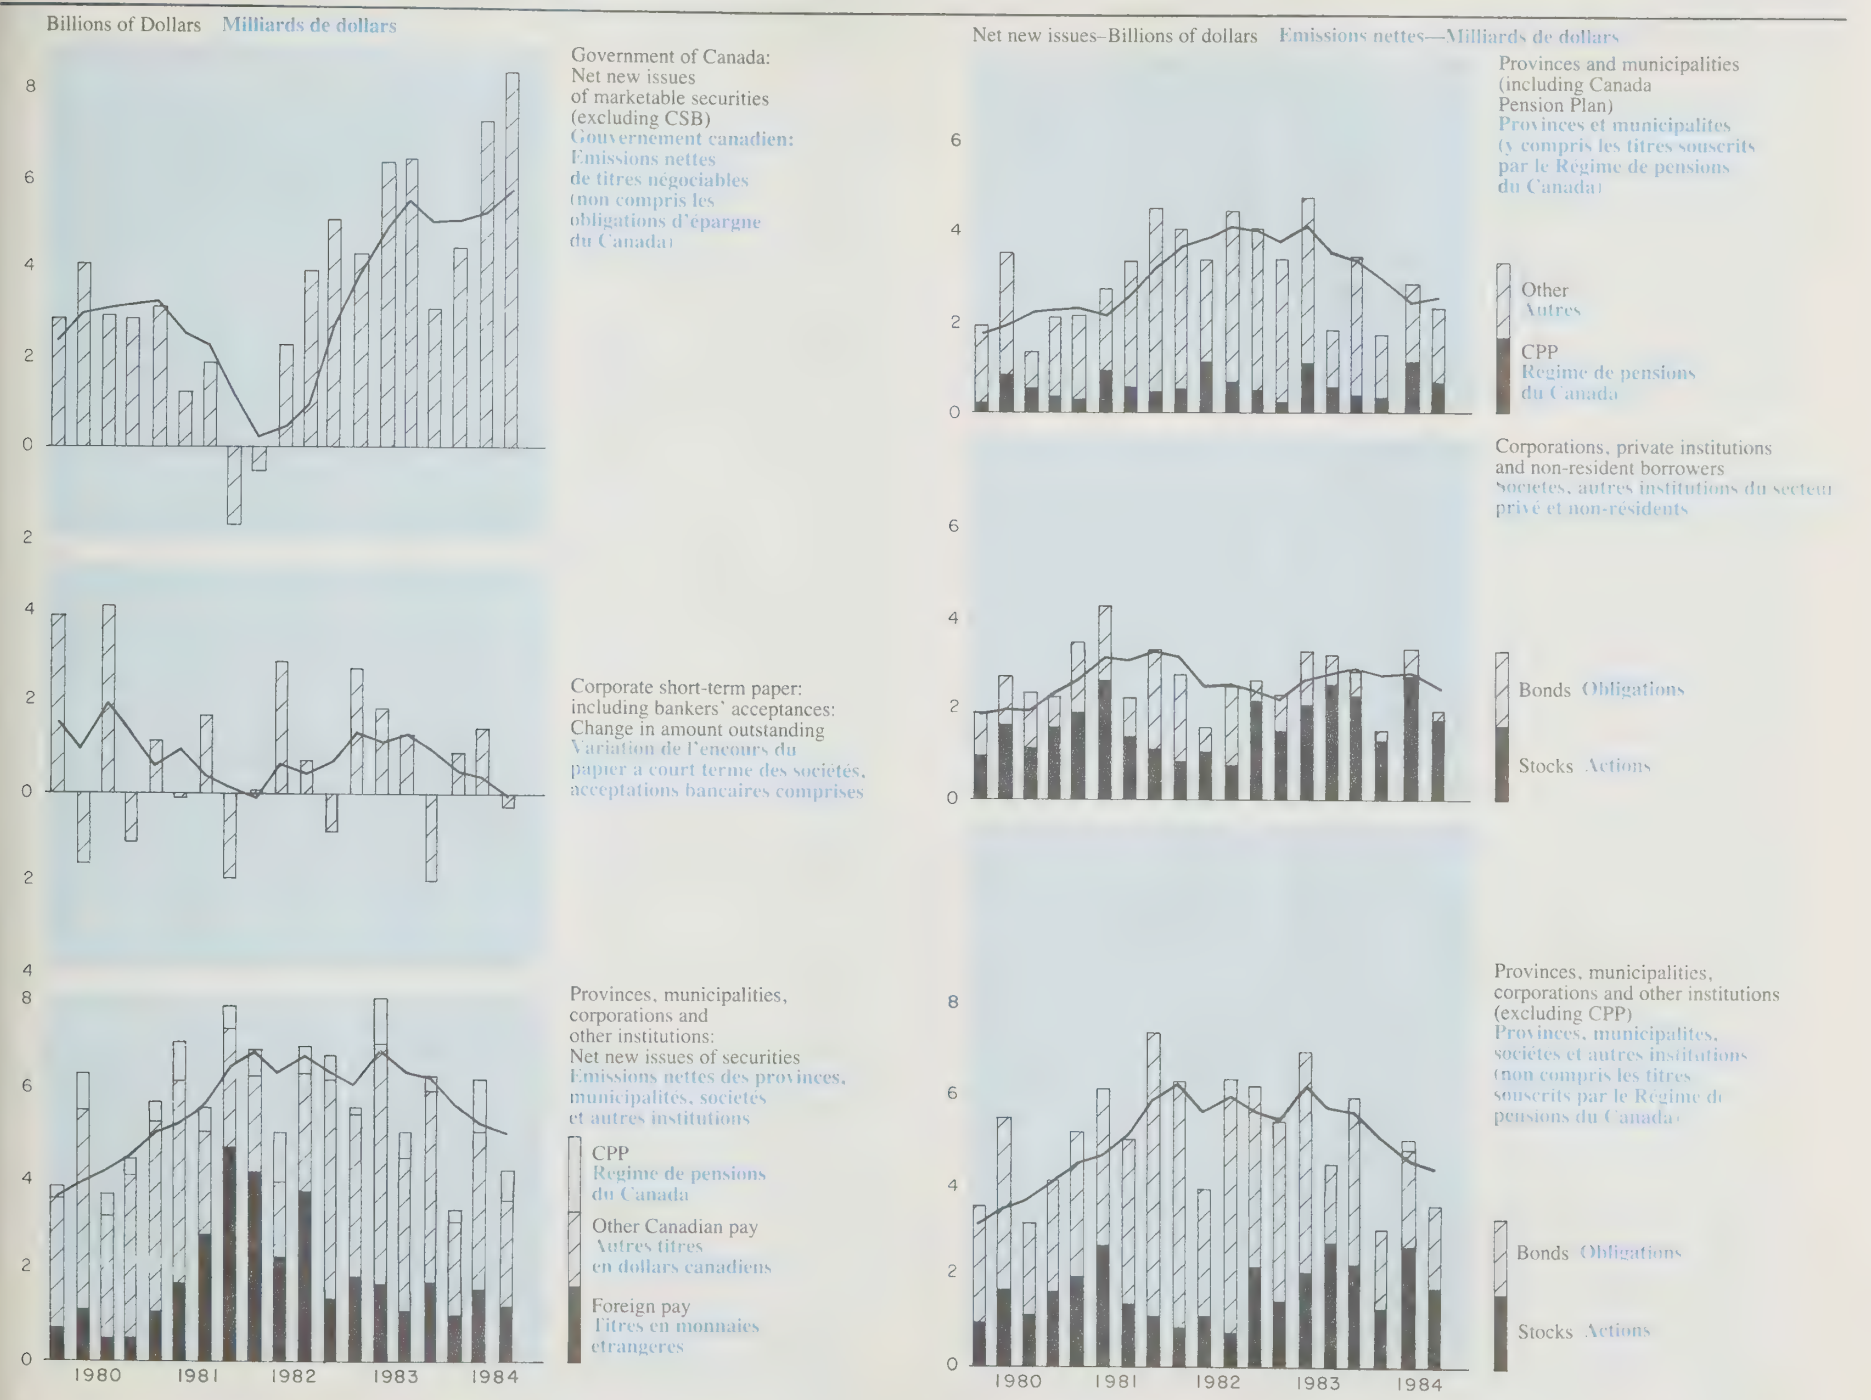 Billions of Dollars Milliards de dollars
Government of Canada:
Net new issues
of marketable securities
(excluding CSB)
Gouvernement canadien:
Emissions nettes
de titres négociables
(non compris les
obligations d'épargne
du Canada)
8
6
4
2
0
2
Corporate short-term paper:
including bankers' acceptances:
Change in amount outstanding
Variation de l'encours du
papier a court terme des sociétés,
acceptations bancaires comprises
4
2
0
2
4
Provinces, municipalities,
corporations and
other institutions:
Net new issues of securities
Emissions nettes des provinces,
municipalités, sociétés
et autres institutions
CPP
Regime de pensions
du Canada
Other Canadian pay
Autres titres
en dollars canadiens
Foreign pay
Titres en monnaies
etrangeres
8
6
4
2
0
1980 1981 1982 1983 1984
Net new issues–Billions of dollars Emissions nettes—Milliards de dollars
Provinces and municipalities
(including Canada
Pension Plan)
Provinces et municipalites
(y compris les titres souscrits
par le Régime de pensions
du Canada)
Other
Autres
CPP
Regime de pensions
du Canada
6
4
2
0
Corporations, private institutions
and non-resident borrowers
Societes, autres institutions du secteur
privé et non-résidents
Bonds Obligations
Stocks Actions
6
4
2
0
Provinces, municipalities,
corporations and other institutions
(excluding CPP)
Provinces, municipalites,
sociétes et autres institutions
(non compris les titres
souscrits par le Régime de
pensions du Canada)
Bonds Obligations
Stocks Actions
8
6
4
2
0
1980 1981 1982 1983 1984